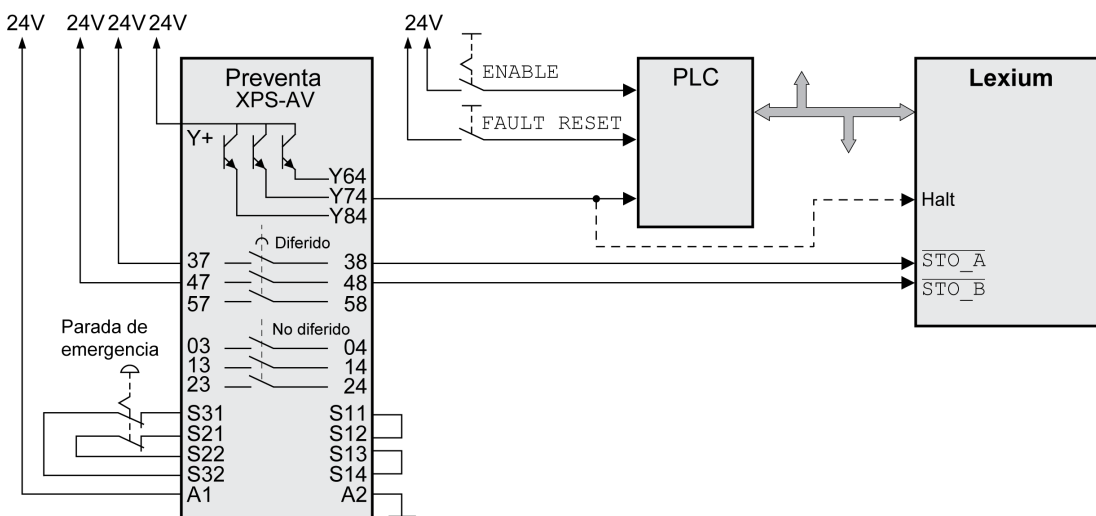 24V 24V 24V 24V 24V
Preventa
XPS-AV
ENABLE
FAULT RESET
PLC
Lexium
Y+
Y64
Y74
Y84
Halt
Diferido
37 38
47 48
57 58
STO_A
STO_B
No diferido
03 04
13 14
23 24
Parada de
emergencia
S31 S11
S21 S12
S22 S13
S32 S14
A1 A2